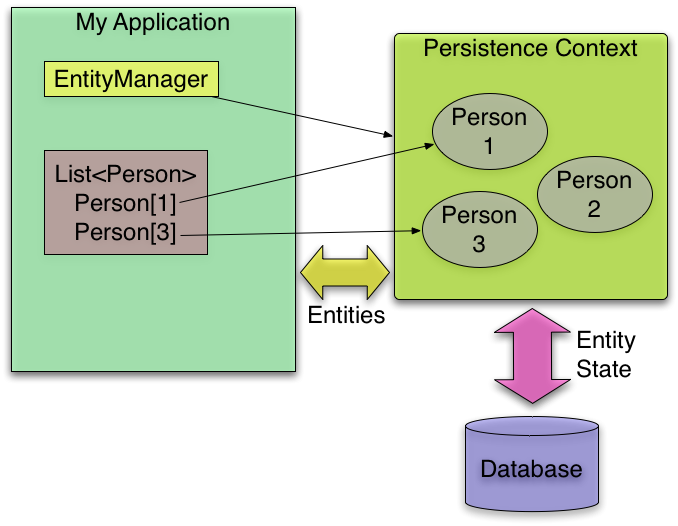 My Application
EntityManager
List<Person>
Person[1]
Person[3]
Entities
Persistence Context
Person
1
Person
2
Person
3
Entity
State
Database